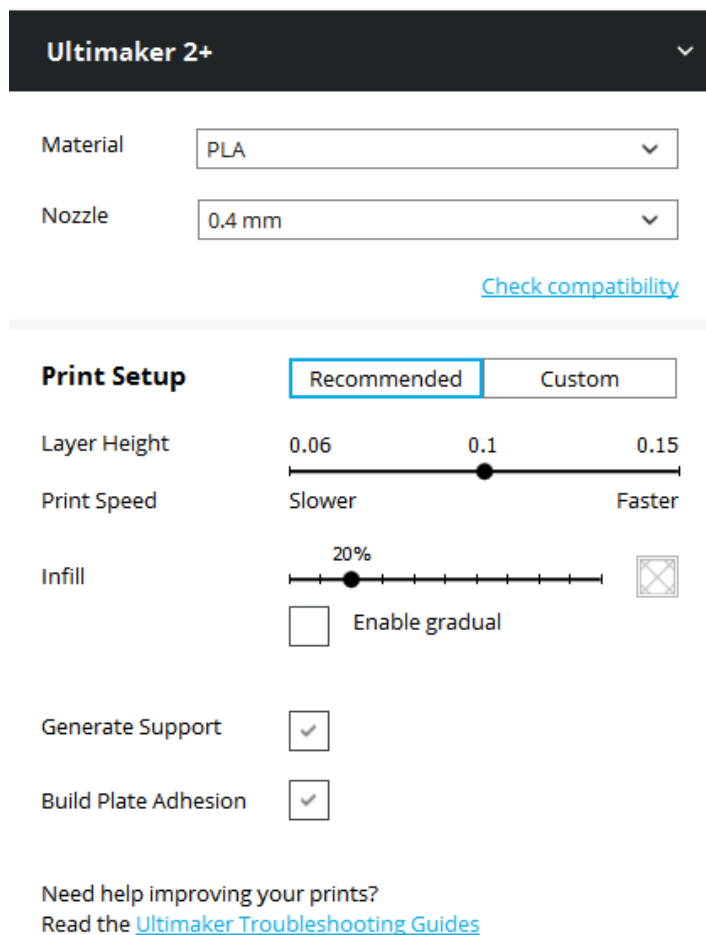 Ultimaker 2+
Material PLA
Nozzle 0.4 mm
Check compatibility
Print Setup Recommended Custom
Layer Height 0.06 0.1 0.15
Print Speed Slower Faster
20%
Infill
Enable gradual
Generate Support
Build Plate Adhesion
Need help improving your prints?
Read the Ultimaker Troubleshooting Guides